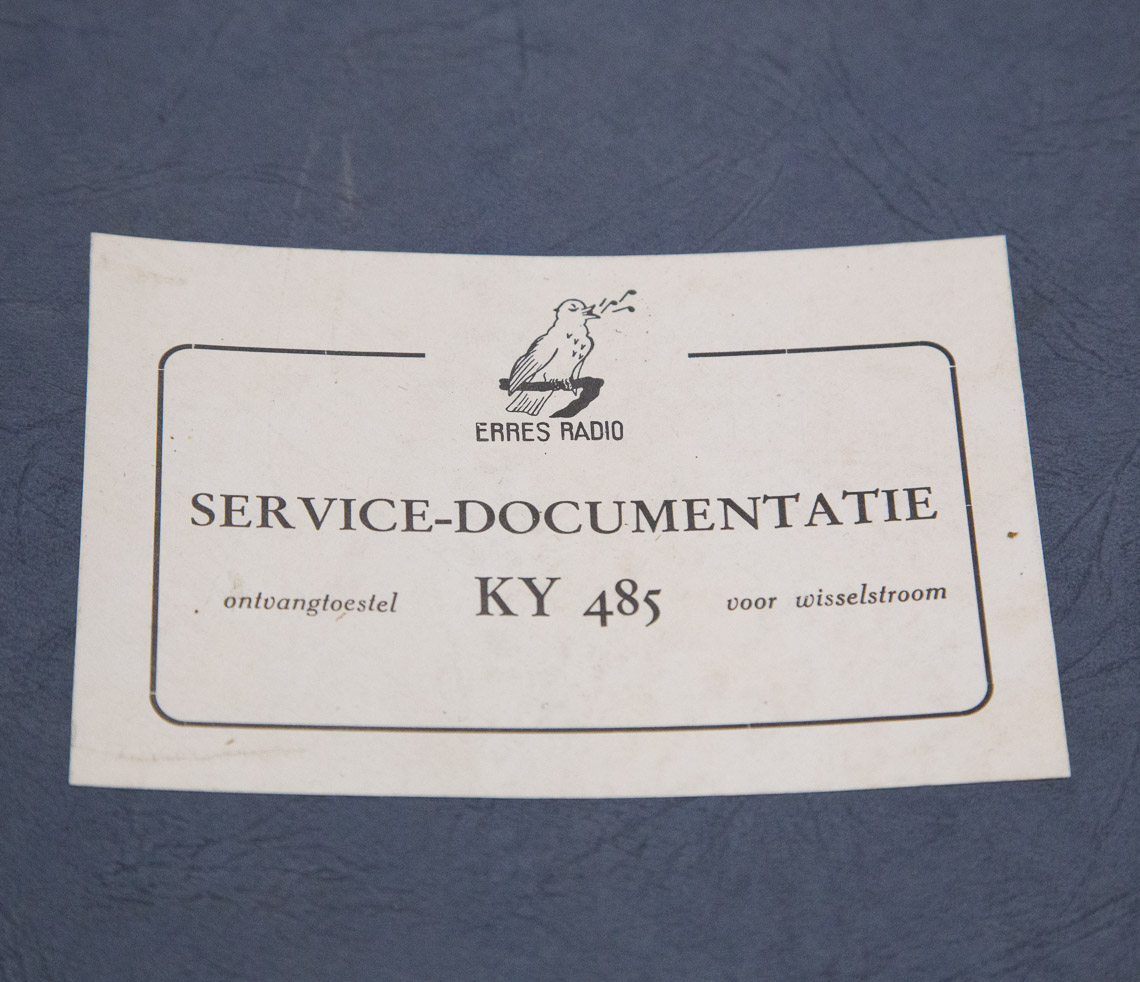 ERRES RADIO
SERVICE-DOCUMENTATIE
ontvangtoestel KY 485 voor wisselstroom